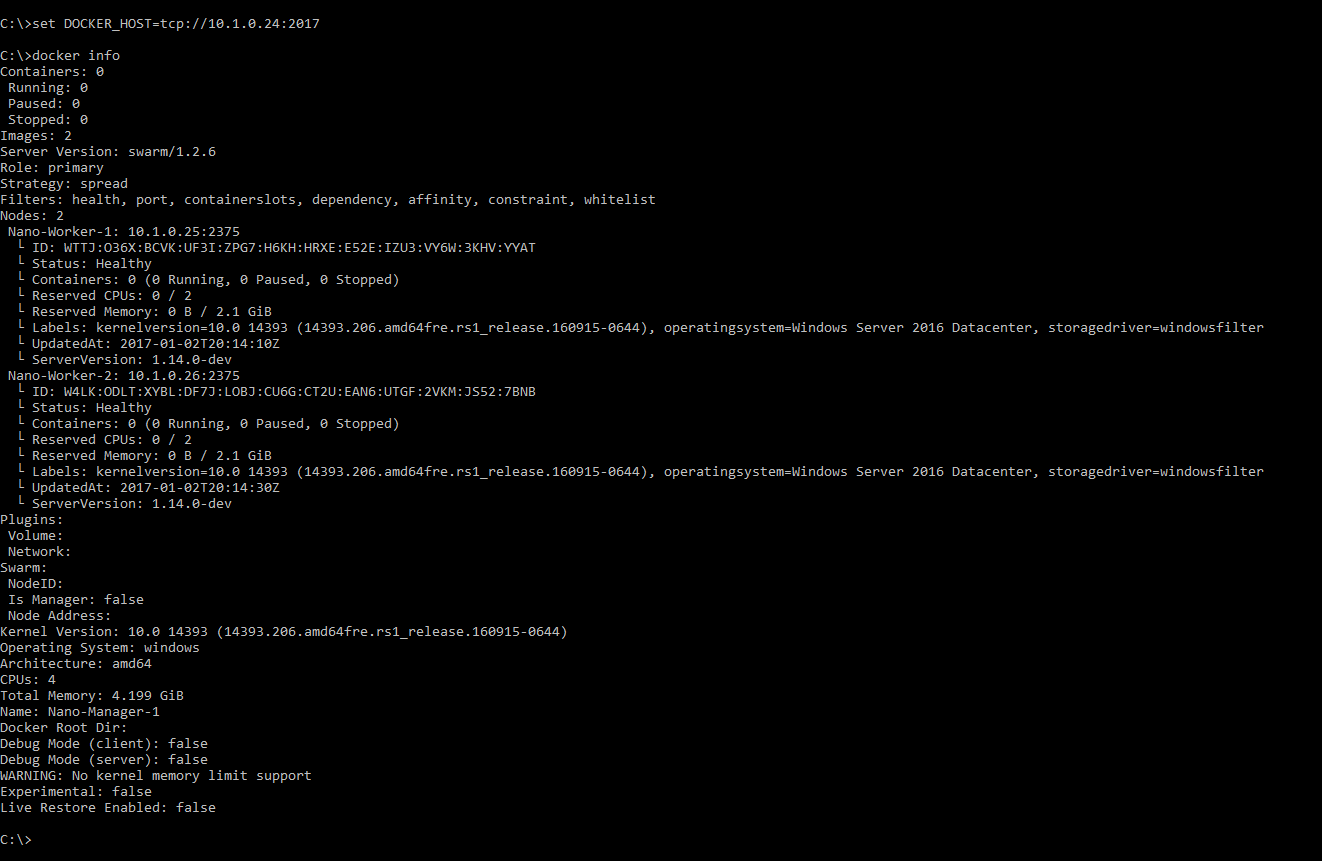 C:\>set DOCKER_HOST=tcp://10.1.0.24:2017
C:\>docker info
Containers: 0
 Running: 0
 Paused: 0
 Stopped: 0
Images: 2
Server Version: swarm/1.2.6
Role: primary
Strategy: spread
Filters: health, port, containerslots, dependency, affinity, constraint, whitelist
Nodes: 2
 Nano-Worker-1: 10.1.0.25:2375
  └ ID: WTTJ:O36X:BCVK:UF3I:ZPG7:H6KH:HRXE:E52E:IZU3:VY6W:3KHV:YYAT
  └ Status: Healthy
  └ Containers: 0 (0 Running, 0 Paused, 0 Stopped)
  └ Reserved CPUs: 0 / 2
  └ Reserved Memory: 0 B / 2.1 GiB
  └ Labels: kernelversion=10.0 14393 (14393.206.amd64fre.rs1_release.160915-0644), operatingsystem=Windows Server 2016 Datacenter, storagedriver=windowsfilter
  └ UpdatedAt: 2017-01-02T20:14:10Z
  └ ServerVersion: 1.14.0-dev
 Nano-Worker-2: 10.1.0.26:2375
  └ ID: W4LK:ODLT:XYBL:DF7J:LOBJ:CU6G:CT2U:EAN6:UTGF:2VKM:JS52:7BNB
  └ Status: Healthy
  └ Containers: 0 (0 Running, 0 Paused, 0 Stopped)
  └ Reserved CPUs: 0 / 2
  └ Reserved Memory: 0 B / 2.1 GiB
  └ Labels: kernelversion=10.0 14393 (14393.206.amd64fre.rs1_release.160915-0644), operatingsystem=Windows Server 2016 Datacenter, storagedriver=windowsfilter
  └ UpdatedAt: 2017-01-02T20:14:30Z
  └ ServerVersion: 1.14.0-dev
Plugins:
 Volume:
 Network:
Swarm:
 NodeID:
 Is Manager: false
 Node Address:
Kernel Version: 10.0 14393 (14393.206.amd64fre.rs1_release.160915-0644)
Operating System: windows
Architecture: amd64
CPUs: 4
Total Memory: 4.199 GiB
Name: Nano-Manager-1
Docker Root Dir:
Debug Mode (client): false
Debug Mode (server): false
WARNING: No kernel memory limit support
Experimental: false
Live Restore Enabled: false
C:\>